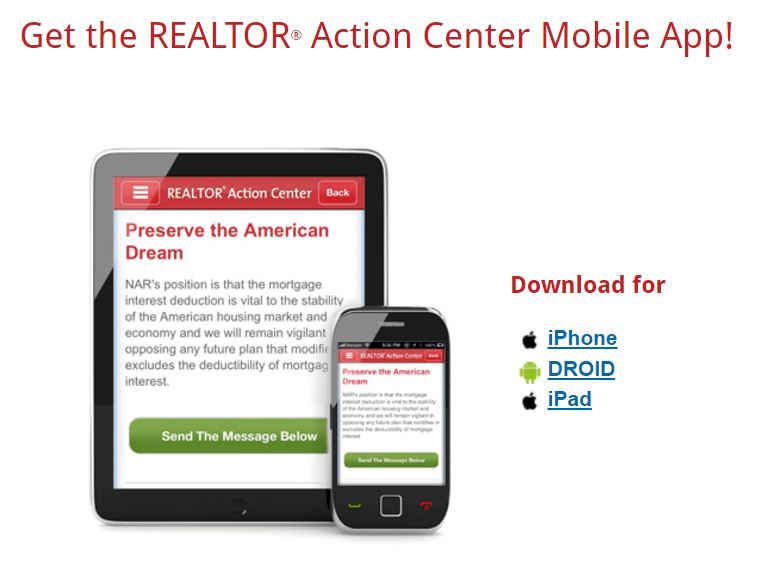 Get the REALTOR® Action Center Mobile App!
REALTOR® Action Center
Back
Preserve the American
Dream
NAR's position is that the mortgage
interest deduction is vital to the stability
of the American housing market and
economy and we will remain vigilant
opposing any future plan that modifie
excludes the deductibility of mortgag
interest.
Send The Message Below
Verizon
3:26 PM
100%
REALTOR® Action Center
Back
Preserve the American
Dream
NAR's position is that the mortgage
interest deduction is vital to the stability
of the American housing market and
economy and we will remain vigilant in
opposing any future plan that modifies or
excludes the deductibility of mortgage
interest.
Send The Message Below
Download for
iPhone
DROID
iPad